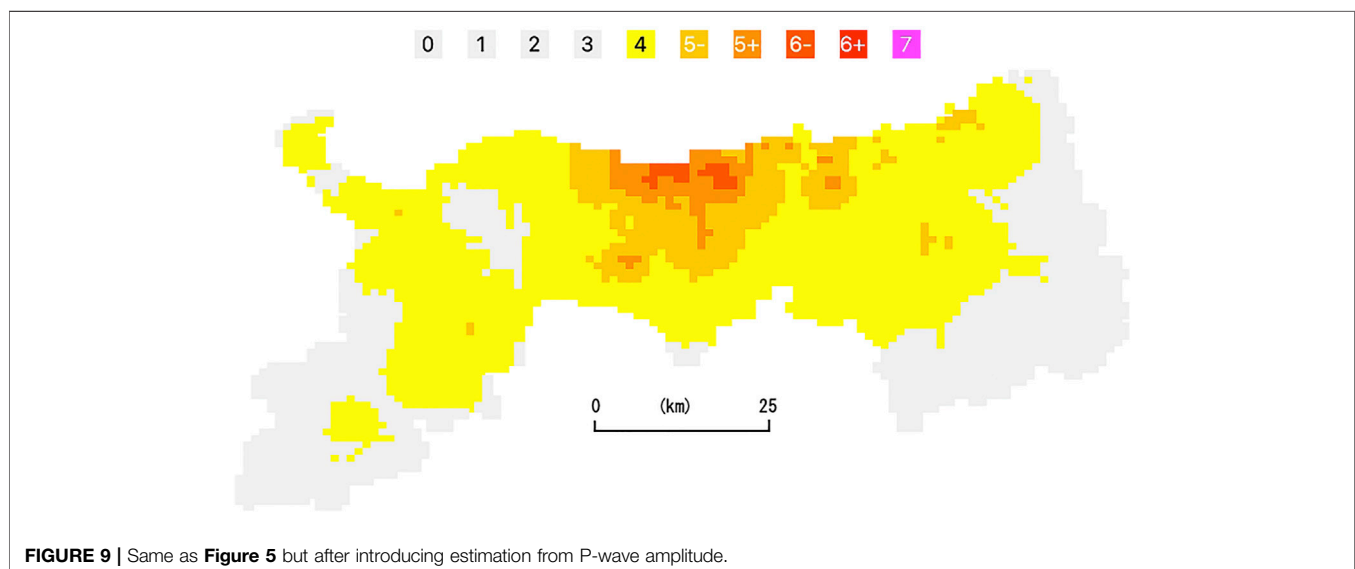 0 1 2 3 4 5- 5+ 6- 6+ 7
0 (km) 25
FIGURE 9 | Same as Figure 5 but after introducing estimation from P-wave amplitude.